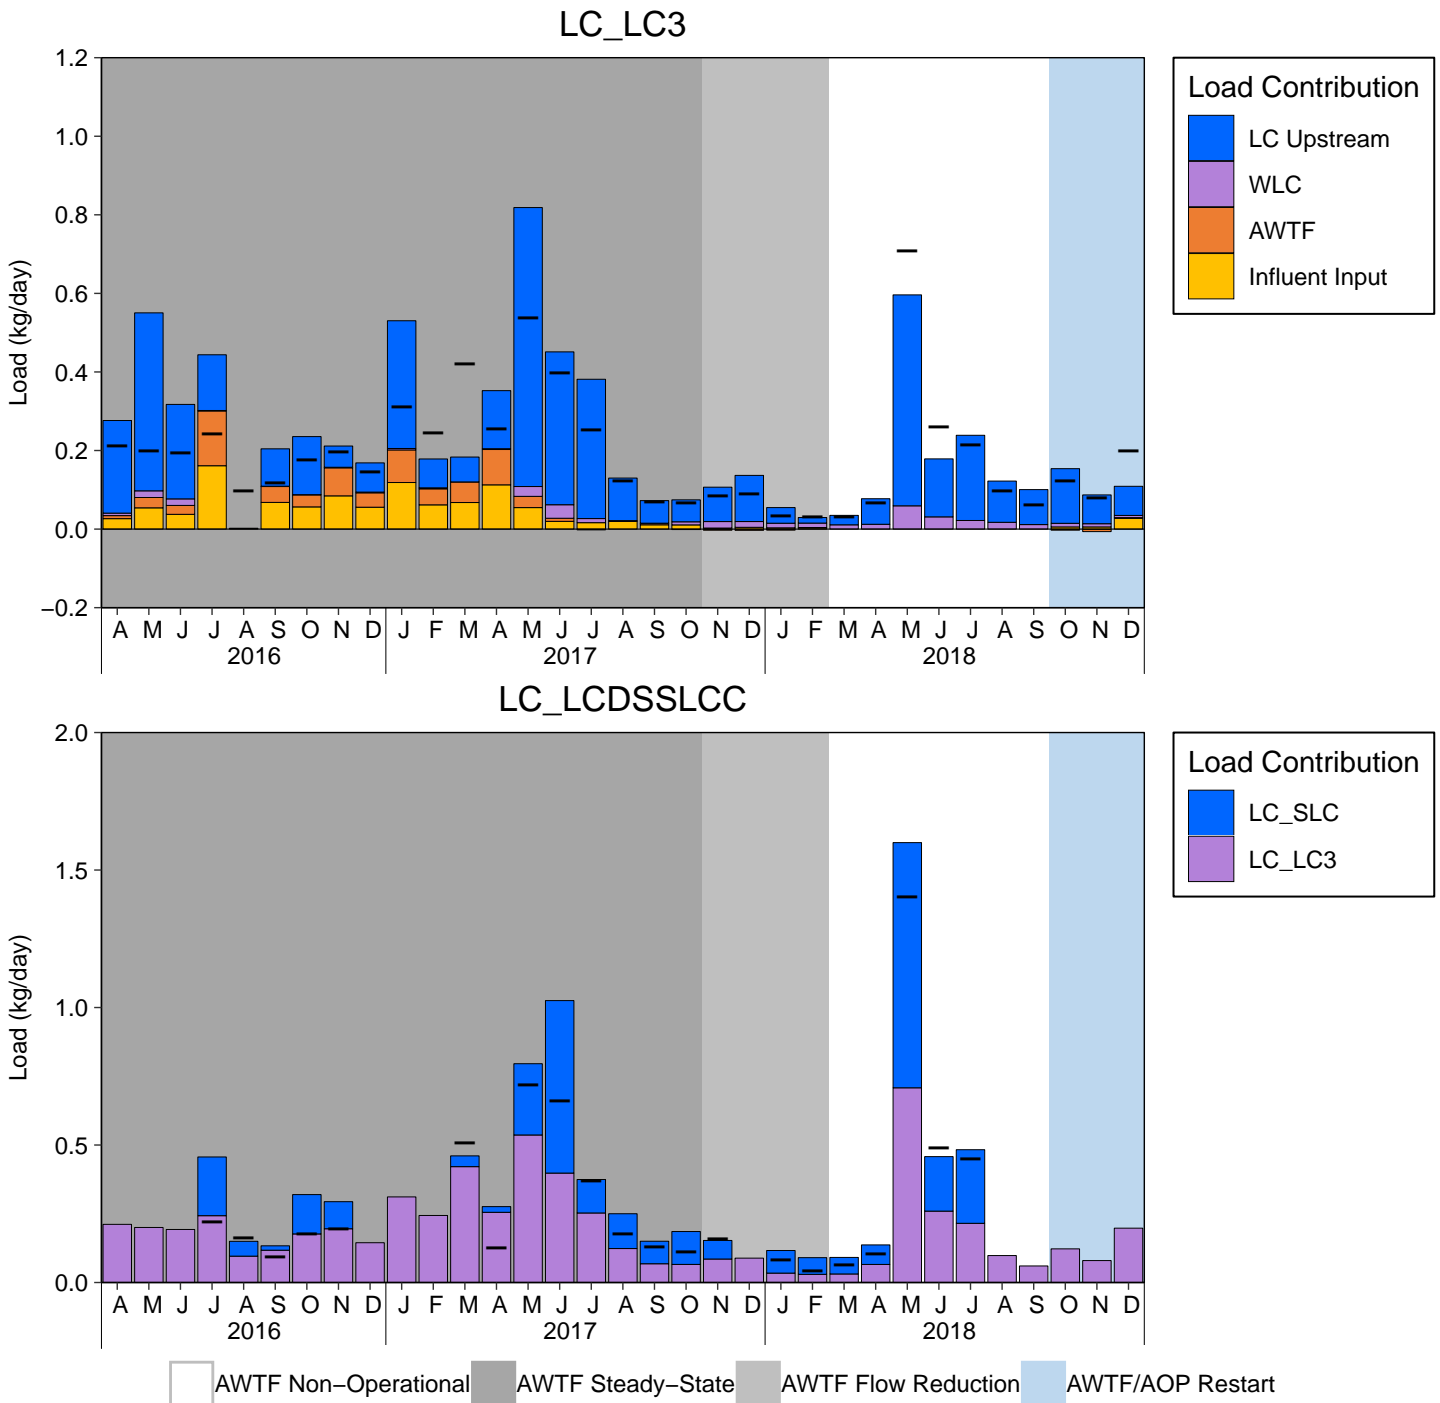 LC_LC3
1.2
1.0
0.8
0.6
0.4
0.2
0.0
−0.2
Load (kg/day)
A M J J A S O N D J F M A M J J A S O N D J F M A M J J A S O N D
2016 2017 2018
Load Contribution
LC Upstream
WLC
AWTF
Influent Input
LC_LCDSSLCC
2.0
1.5
1.0
0.5
0.0
Load (kg/day)
A M J J A S O N D J F M A M J J A S O N D J F M A M J J A S O N D
2016 2017 2018
Load Contribution
LC_SLC
LC_LC3
AWTF Non−Operational AWTF Steady−State AWTF Flow Reduction AWTF/AOP Restart